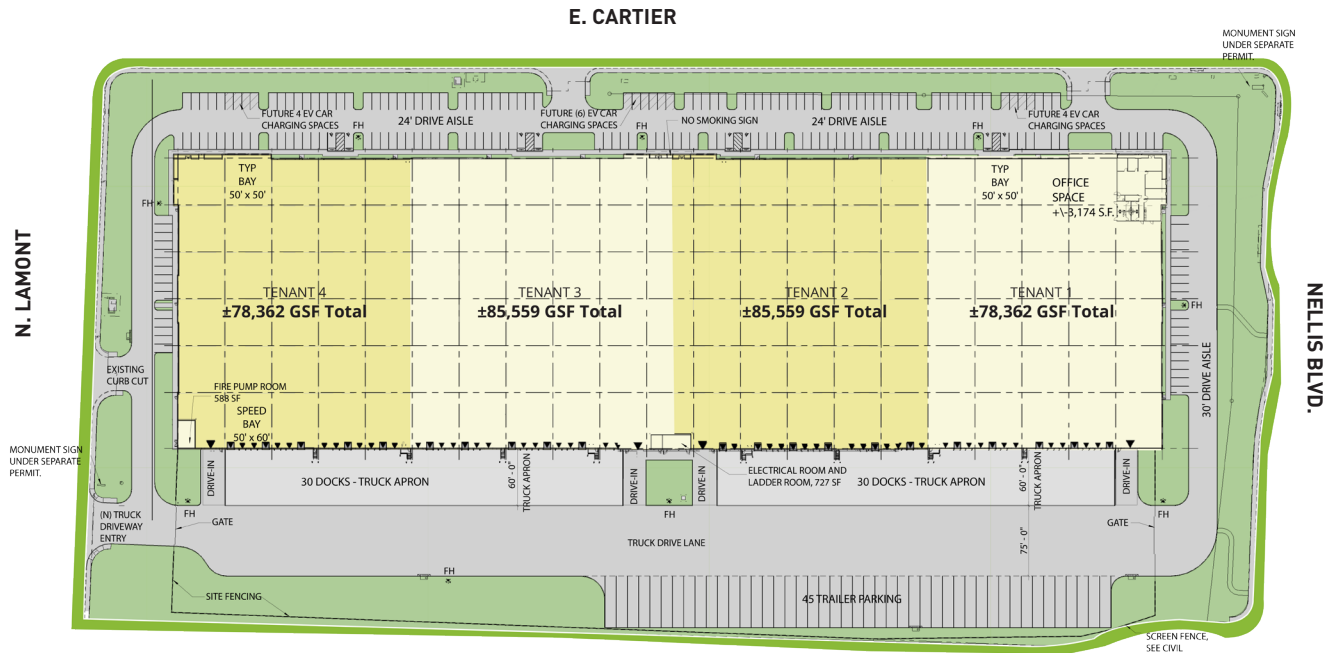 E. CARTIER
MONUMENT SIGN
UNDER SEPARATE
PERMIT.
FUTURE 4 EV CAR
CHARGING SPACES
24' DRIVE AISLE
FH
FUTURE (6) EV CAR
CHARGING SPACES
FH
NO SMOKING SIGN
24' DRIVE AISLE
FH
FUTURE 4 EV CAR
CHARGING SPACES
TYP
BAY
50' x 50'
TYP
BAY
50' x 50'
OFFICE
SPACE
+\-3,174 S.F.
FH
N. LAMONT
TENANT 4
±78,362 GSF Total
TENANT 3
±85,559 GSF Total
TENANT 2
±85,559 GSF Total
TENANT 1
±78,362 GSF Total
FH
NELLIS BLVD.
30' DRIVE AISLE
EXISTING
CURB CUT
FIRE PUMP ROOM
588 SF
SPEED
BAY
50' x 60'
MONUMENT SIGN
UNDER SEPARATE
PERMIT.
DRIVE-IN
30 DOCKS - TRUCK APRON
60' - 0"
TRUCK APRON
DRIVE-IN
DRIVE-IN
ELECTRICAL ROOM AND
LADDER ROOM, 727 SF
30 DOCKS - TRUCK APRON
60' - 0"
TRUCK APRON
DRIVE-IN
(N) TRUCK
DRIVEWAY
ENTRY
FH
GATE
FH
GATE
FH
TRUCK DRIVE LANE
75' - 0"
FH
SITE FENCING
45 TRAILER PARKING
SCREEN FENCE,
SEE CIVIL